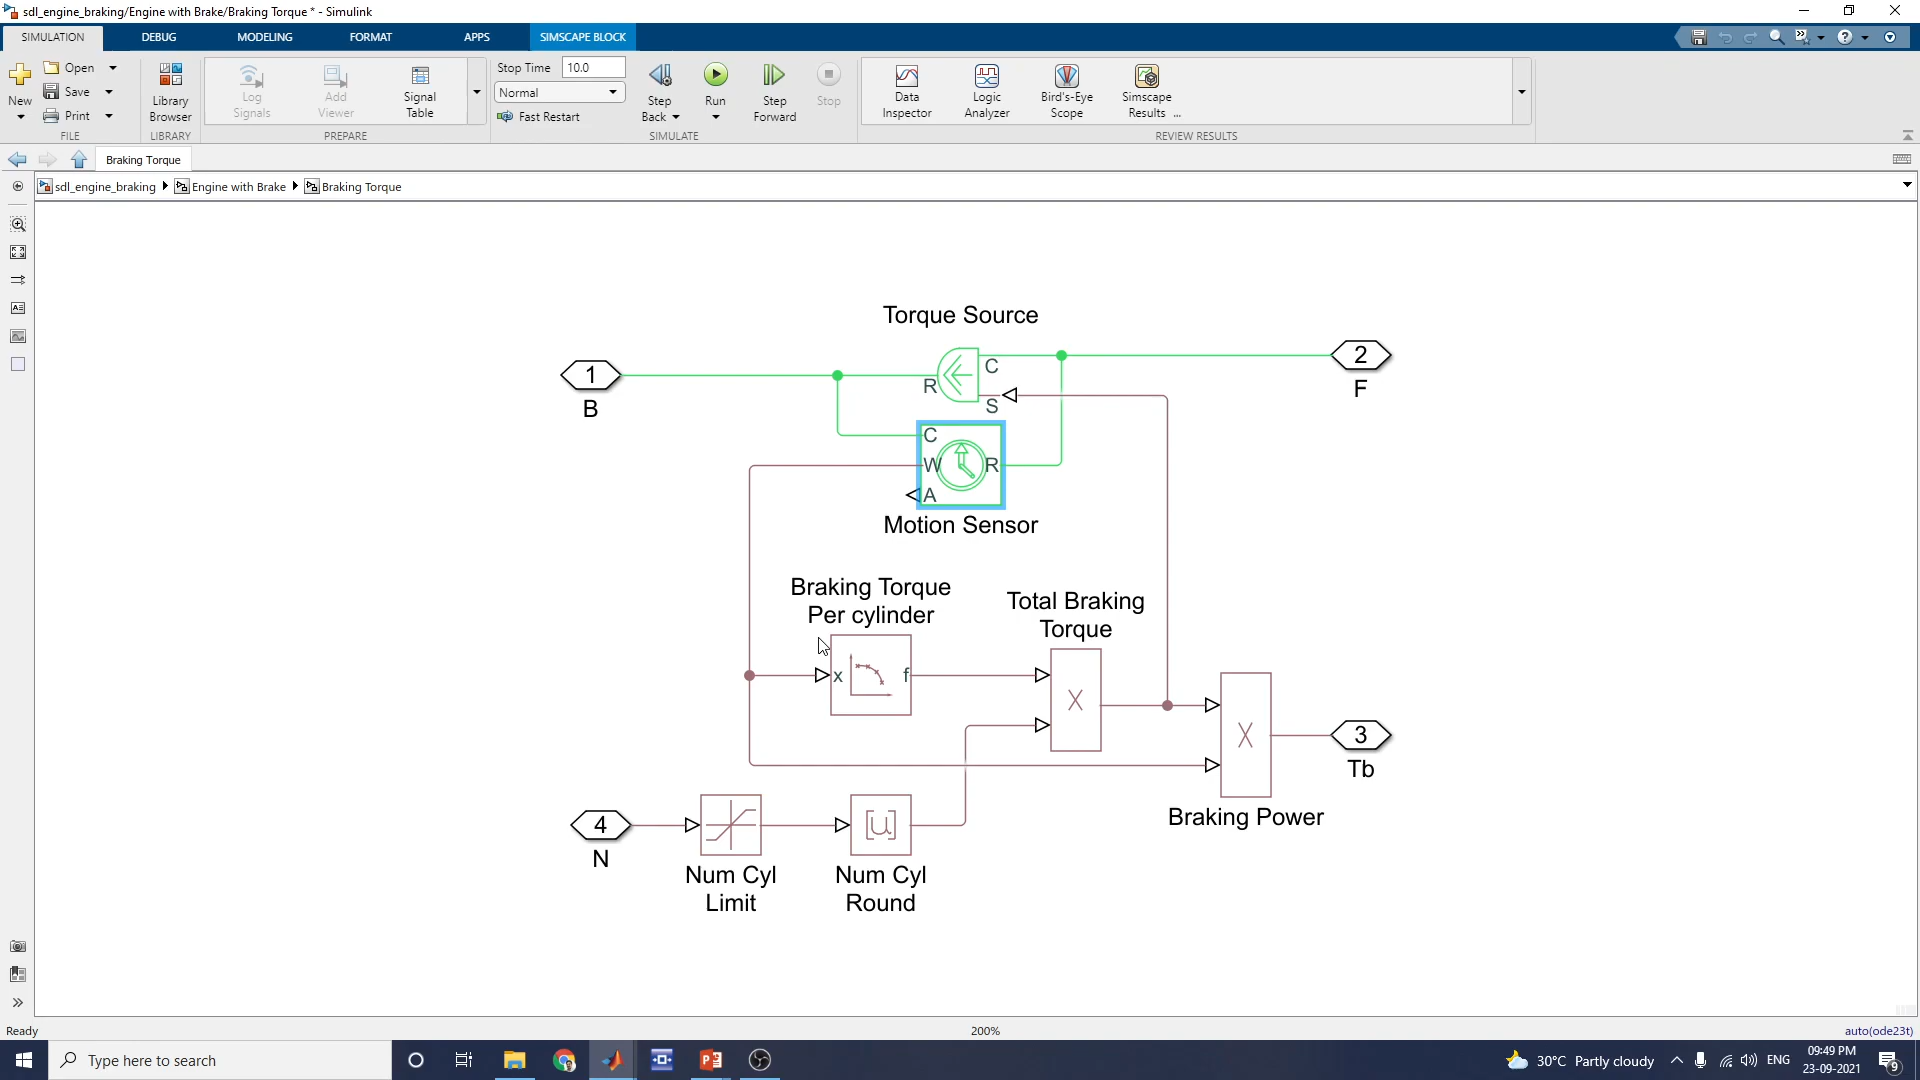 sdl_engine_braking/Engine with Brake/Braking Torque * - Simulink
SIMULATION DEBUG MODELING FORMAT APPS SIMSCAPE BLOCK
New
Open
Save
Print
FILE
Library
Browser
LIBRARY
Log
Signals
Add
Viewer
Signal
Table
PREPARE
Stop Time 10.0
Normal
Fast Restart
Step
Back
Run
Step
Forward
Stop
SIMULATE
Data
Inspector
Logic
Analyzer
Bird's-Eye
Scope
Simscape
Results ...
REVIEW RESULTS
Braking Torque
sdl_engine_braking Engine with Brake Braking Torque
Torque Source
1
B
R
C
S
2
F
C
W
A
R
Motion Sensor
Braking Torque
Per cylinder
x
f
Total Braking
Torque
X
X
3
Tb
Braking Power
4
N
Num Cyl
Limit
[u]
Num Cyl
Round
Ready
200%
auto(ode23t)
Type here to search
30°C Partly cloudy
ENG
09:49 PM
23-09-2021
9